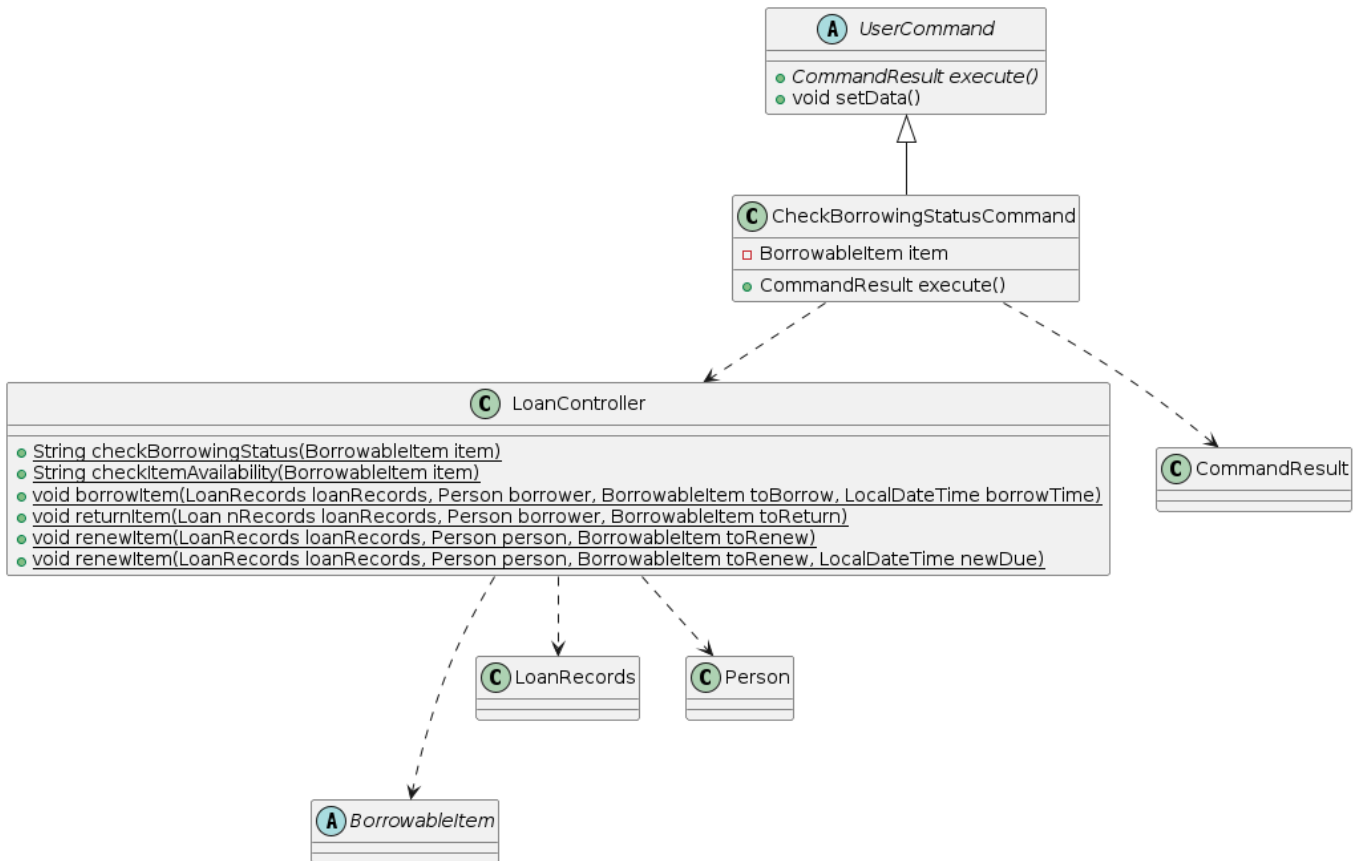 A UserCommand
CommandResult execute()
void setData()
C CheckBorrowingStatusCommand
BorrowableItem item
CommandResult execute()
C LoanController
String checkBorrowingStatus(BorrowableItem item)
String checkItemAvailability(BorrowableItem item)
void borrowItem(LoanRecords loanRecords, Person borrower, BorrowableItem toBorrow, LocalDateTime borrowTime)
void returnItem(Loan nRecords loanRecords, Person borrower, BorrowableItem toReturn)
void renewItem(LoanRecords loanRecords, Person person, BorrowableItem toRenew)
void renewItem(LoanRecords loanRecords, Person person, BorrowableItem toRenew, LocalDateTime newDue)
C CommandResult
C LoanRecords
C Person
A BorrowableItem